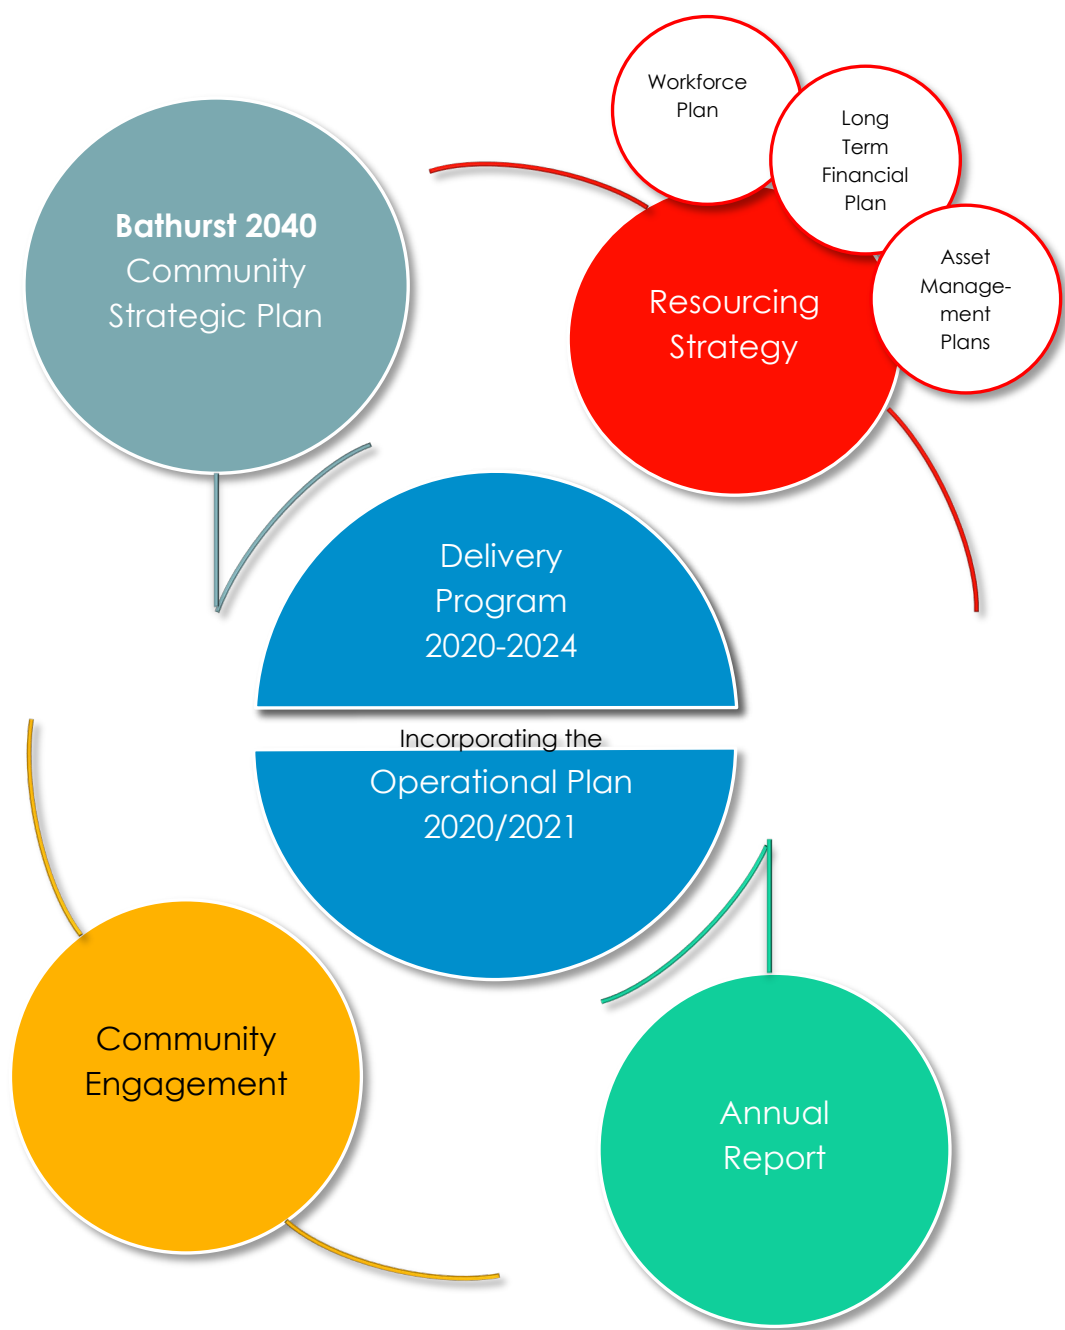 Workforce
Plan
Long
Term
Financial
Plan
Asset
Manage-
ment
Plans
Bathurst 2040
Community
Strategic Plan
Resourcing
Strategy
Delivery
Program
2020-2024
Incorporating the
Operational Plan
2020/2021
Community
Engagement
Annual
Report